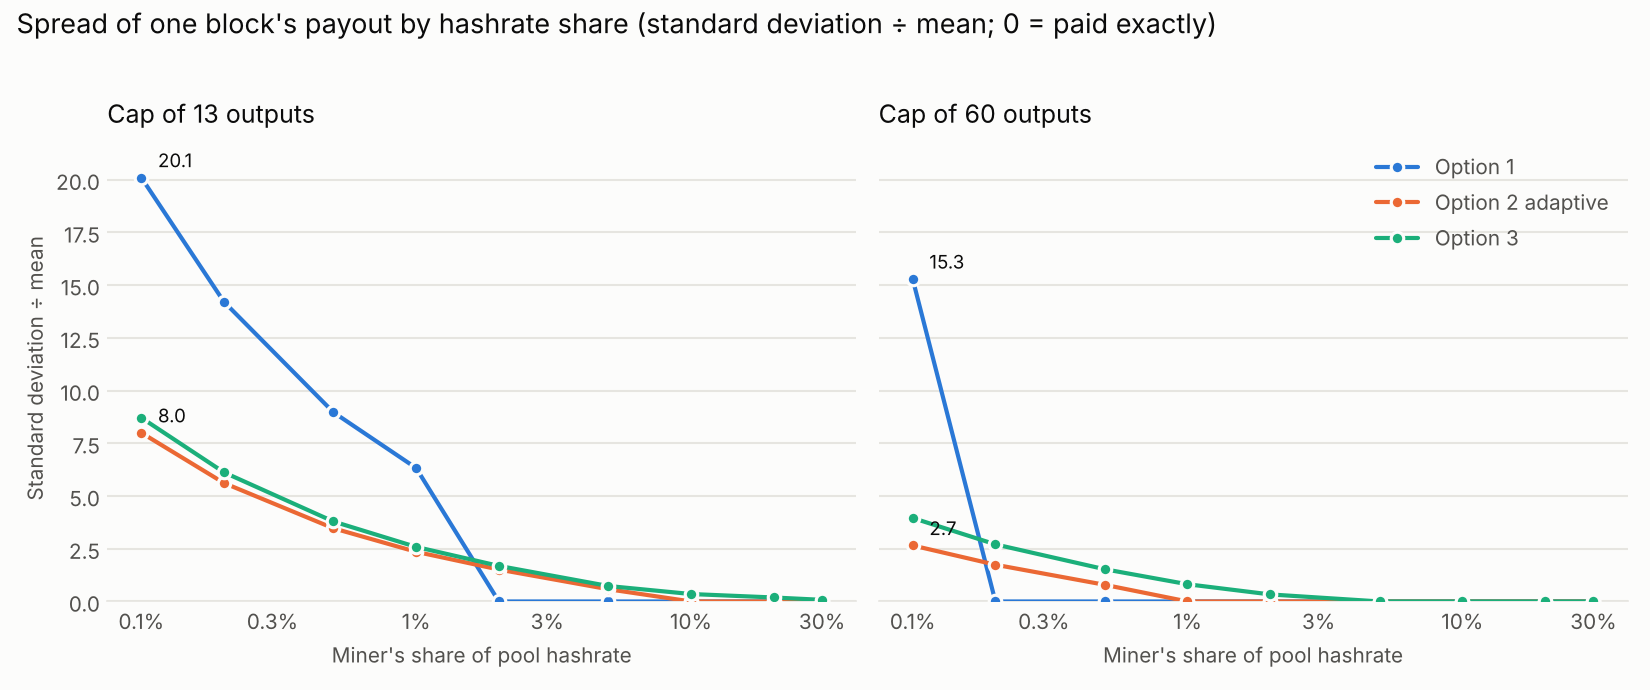 Spread of one block's payout by hashrate share (standard deviation ÷ mean; 0 = paid exactly)
Cap of 13 outputs
20.1
8.0
20.0
17.5
15.0
12.5
10.0
7.5
5.0
2.5
0.0
Standard deviation ÷ mean
0.1% 0.3% 1% 3% 10% 30%
Miner's share of pool hashrate
Cap of 60 outputs
15.3
2.7
Option 1
Option 2 adaptive
Option 3
0.1% 0.3% 1% 3% 10% 30%
Miner's share of pool hashrate